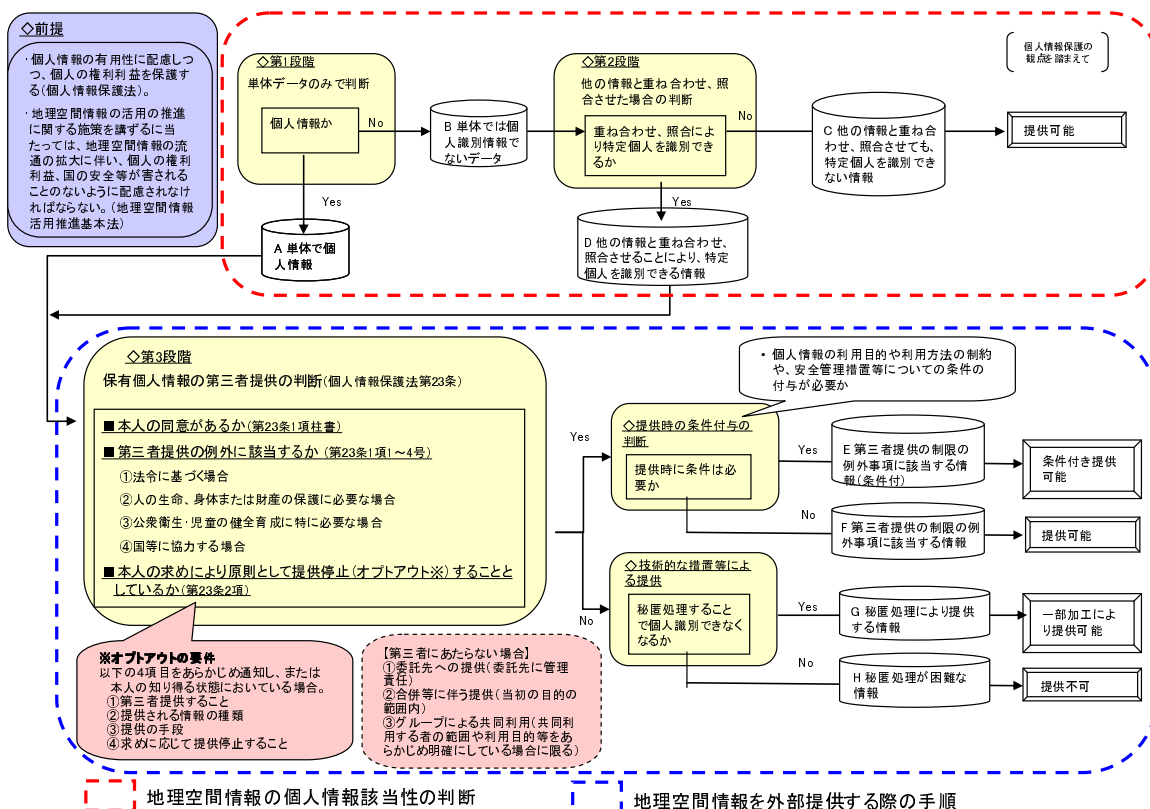 ◇前提
・個人情報の有用性に配慮しつ
つ、個人の権利利益を保護す
る(個人情報保護法)。
・地理空間情報の活用の推進
に関する施策を講ずるに当
たっては、地理空間情報の流
通の拡大に伴い、個人の権利
利益、国の安全等が害され
ることのないように配慮されなけ
ればならない。(地理空間情報
活用推進基本法)
◇第1段階
単体データのみで判断
個人情報か
No
Yes
B 単体では個
人識別情報で
ないデータ
A 単体で個
人情報
◇第2段階
他の情報と重ね合わせ、照
合させた場合の判断
重ね合わせ、照合によ
り特定個人を識別でき
るか
No
Yes
C 他の情報と重ね合
わせ、照合させても、
特定個人を識別でき
ない情報
D 他の情報と重ね合わせ、
照合させることにより、特定
個人を識別できる情報
個人情報保護の
観点を踏まえて
提供可能
◇第3段階
保有個人情報の第三者提供の判断(個人情報保護法第23条)
■本人の同意があるか(第23条1項柱書)
■第三者提供の例外に該当するか(第23条1項1～4号)
①法令に基づく場合
②人の生命、身体または財産の保護に必要な場合
③公衆衛生・児童の健全育成に特に必要な場合
④国等に協力する場合
■本人の求めにより原則として提供停止(オプトアウト※)することと
しているか(第23条2項)
Yes
No
・個人情報の利用目的や利用方法の制約
や、安全管理措置等についての条件の
付与が必要か
◇提供時の条件付与の
判断
提供時に条件は必
要か
Yes
No
E 第三者提供の制限の
例外事項に該当する情
報(条件付)
条件付き提供
可能
F 第三者提供の制限の例
外事項に該当する情報
提供可能
◇技術的な措置等によ
る提供
秘匿処理すること
で個人識別できなく
なるか
Yes
No
G 秘匿処理により提供
する情報
一部加工によ
り提供可能
H 秘匿処理が困難な
情報
提供不可
※オプトアウトの要件
以下の4項目をあらかじめ通知し、または
本人の知り得る状態においている場合。
①第三者提供すること
②提供される情報の種類
③提供の手段
④求めに応じて提供停止すること
【第三者にあたらない場合】
①委託先への提供(委託先に管理
責任)
②合併等に伴う提供(当初の目的の
範囲内)
③グループによる共同利用(共同利
用する者の範囲や利用目的等をあ
らかじめ明確にしている場合に限る)
地理空間情報の個人情報該当性の判断
地理空間情報を外部提供する際の手順